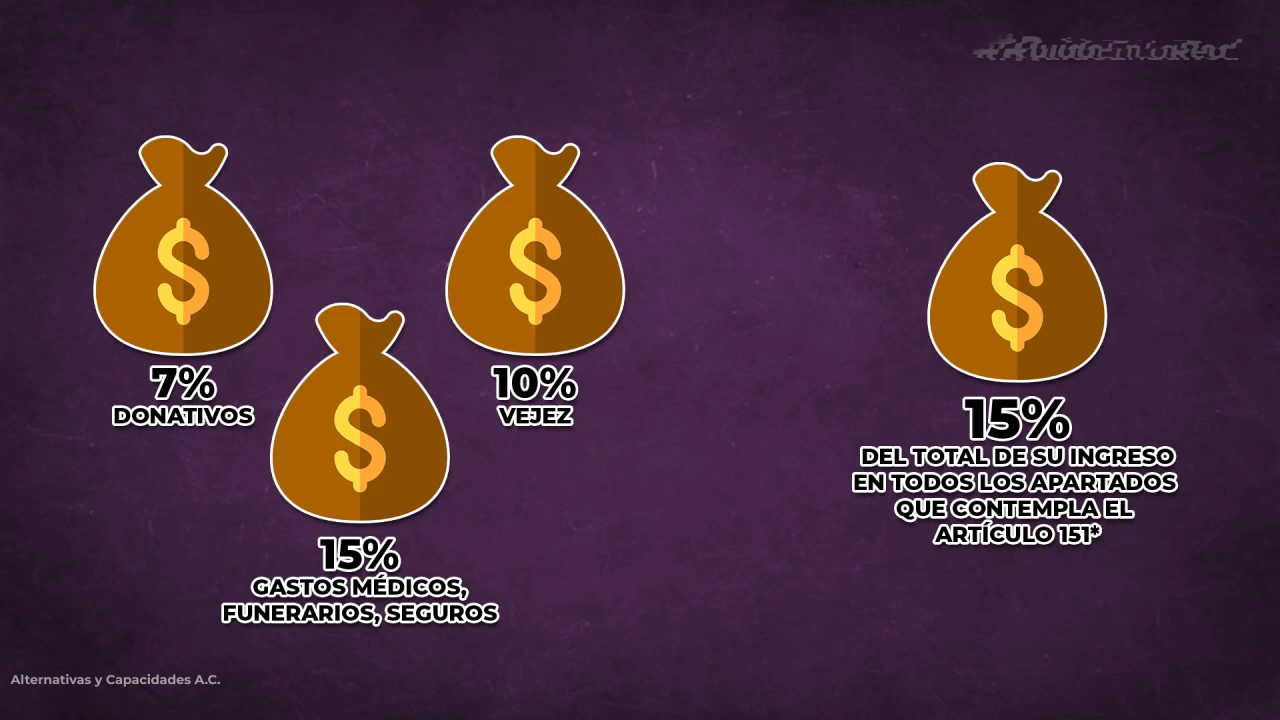 #RuidoEnLaRed
7%
DONATIVOS
10%
VEJEZ
15%
GASTOS MÉDICOS,
FUNERARIOS, SEGUROS
15%
DEL TOTAL DE SU INGRESO
EN TODOS LOS APARTADOS
QUE CONTEMPLA EL
ARTÍCULO 151*
Alternativas y Capacidades A.C.